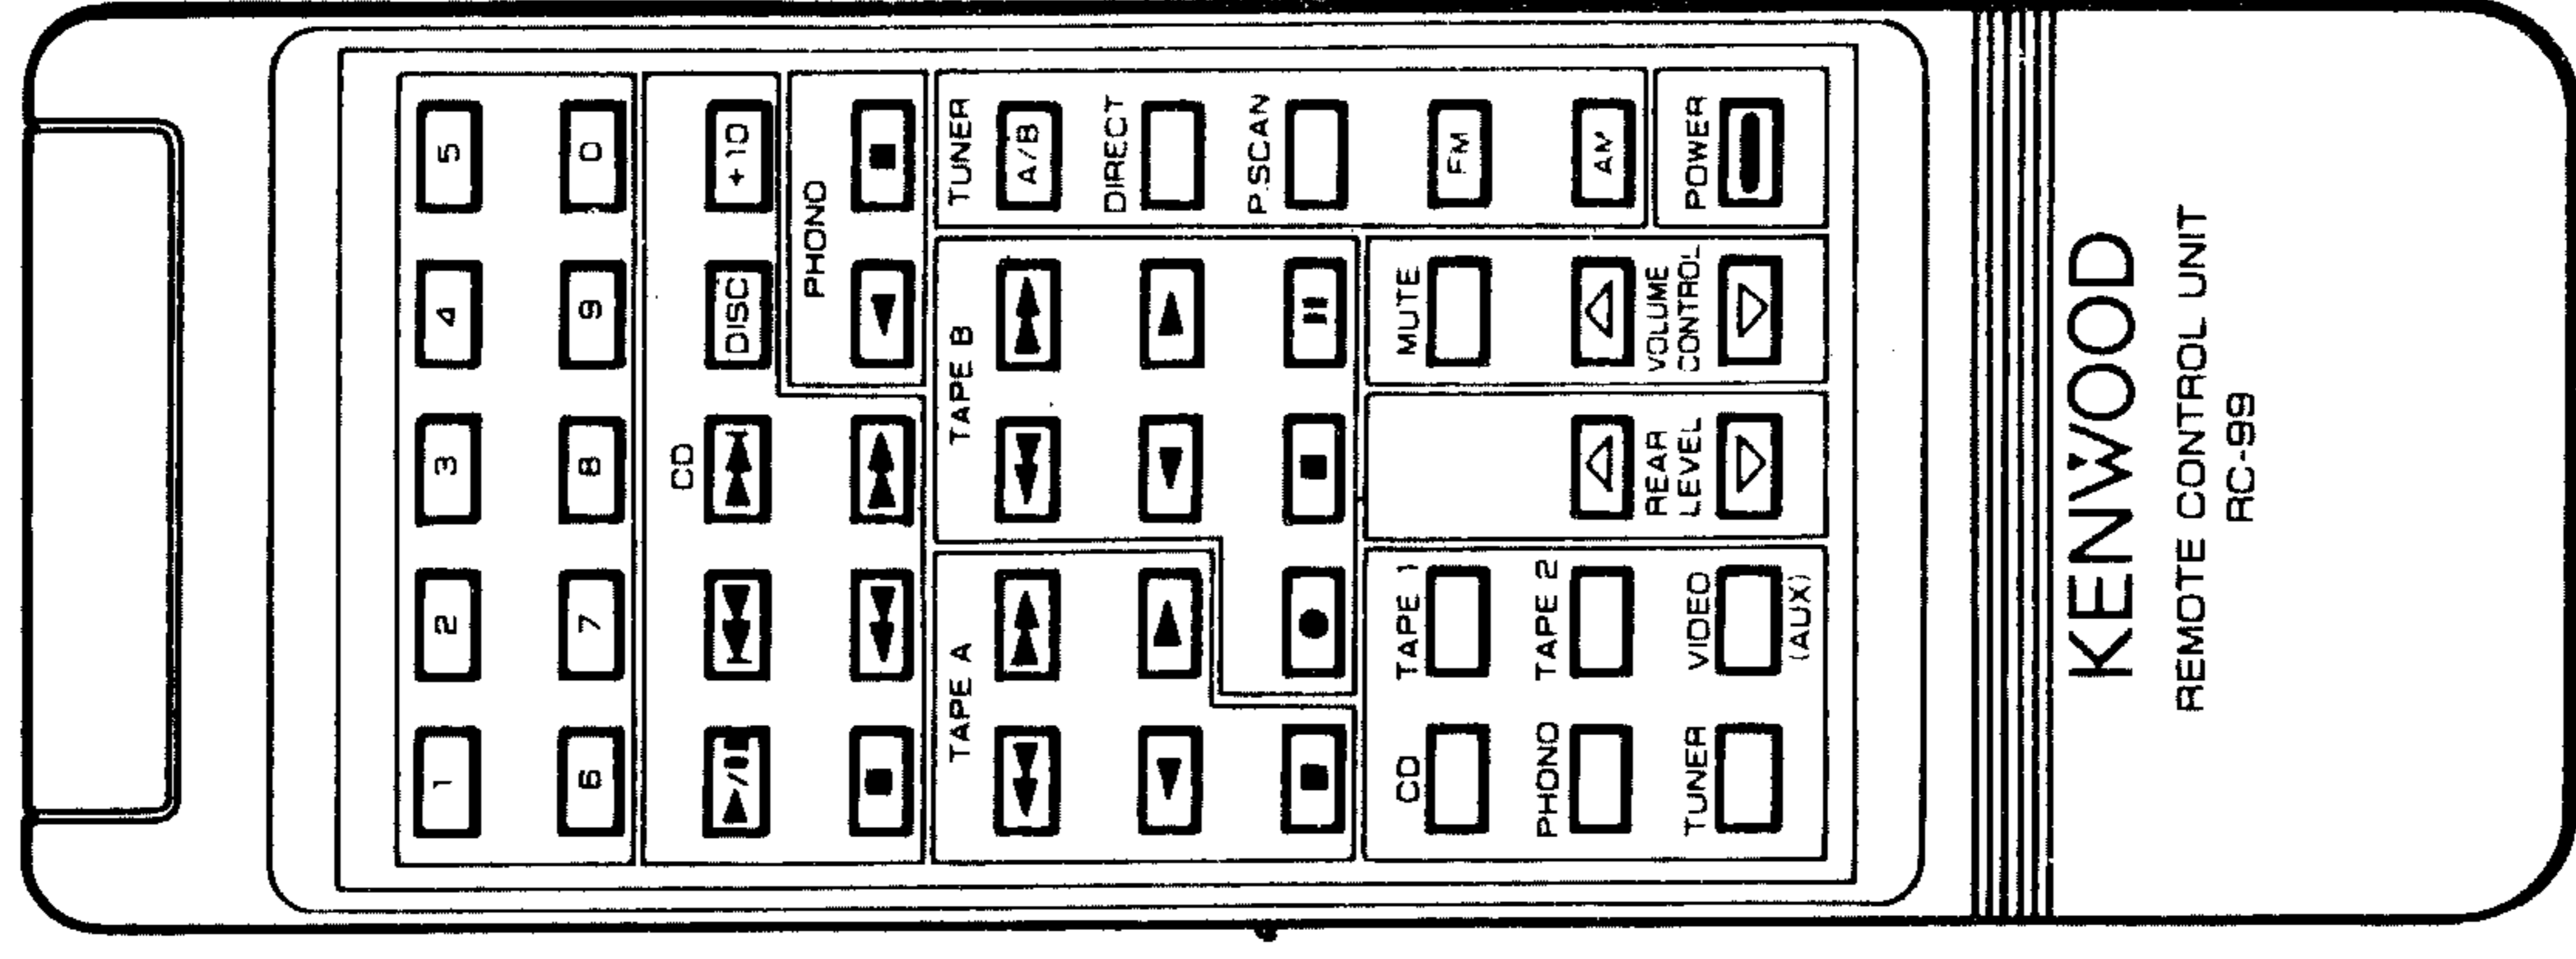 1 2 3 4 5
6 7 8 9 0
CD
DISC +10
PHONO
TAPE A TAPE B TUNER
A/B
DIRECT
P.SCAN
CD TAPE 1 MUTE
FM
PHONO TAPE 2
AM
REAR
LEVEL
VOLUME
CONTROL
TUNER VIDEO POWER
(AUX)
KENWOOD
REMOTE CONTROL UNIT
RC-99